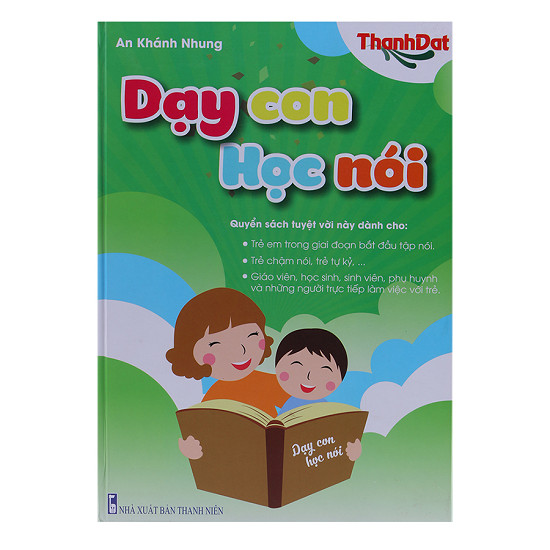 An Khánh Nhung
ThanhDat
Dạy con
Học nói
Quyển sách tuyệt vời này dành cho:
• Trẻ em trong giai đoạn bắt đầu tập nói.
• Trẻ chậm nói, trẻ tự kỷ, ...
• Giáo viên, học sinh, sinh viên, phụ huynh
và những người trực tiếp làm việc với trẻ.
Dạy con
học nói
NHÀ XUẤT BẢN THANH NIÊN